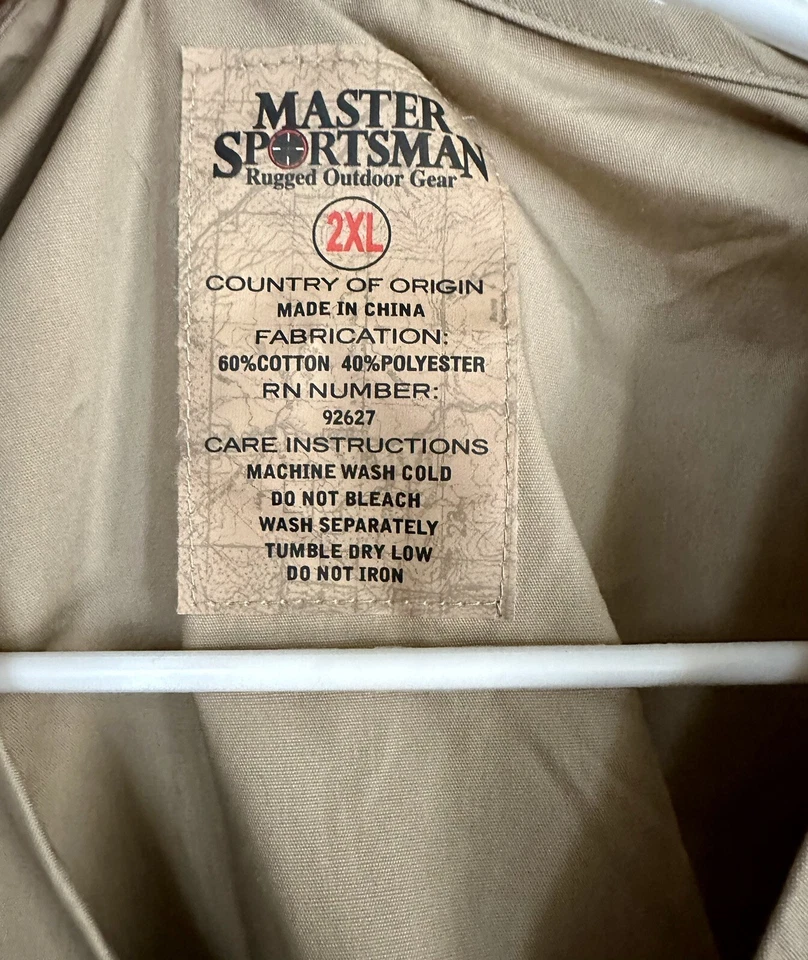 MASTER
SPORTSMAN
Rugged Outdoor Gear
2XL
COUNTRY OF ORIGIN
MADE IN CHINA
FABRICATION:
60%COTTON 40%POLYESTER
RN NUMBER:
92627
CARE INSTRUCTIONS
MACHINE WASH COLD
DO NOT BLEACH
WASH SEPARATELY
TUMBLE DRY LOW
DO NOT IRON